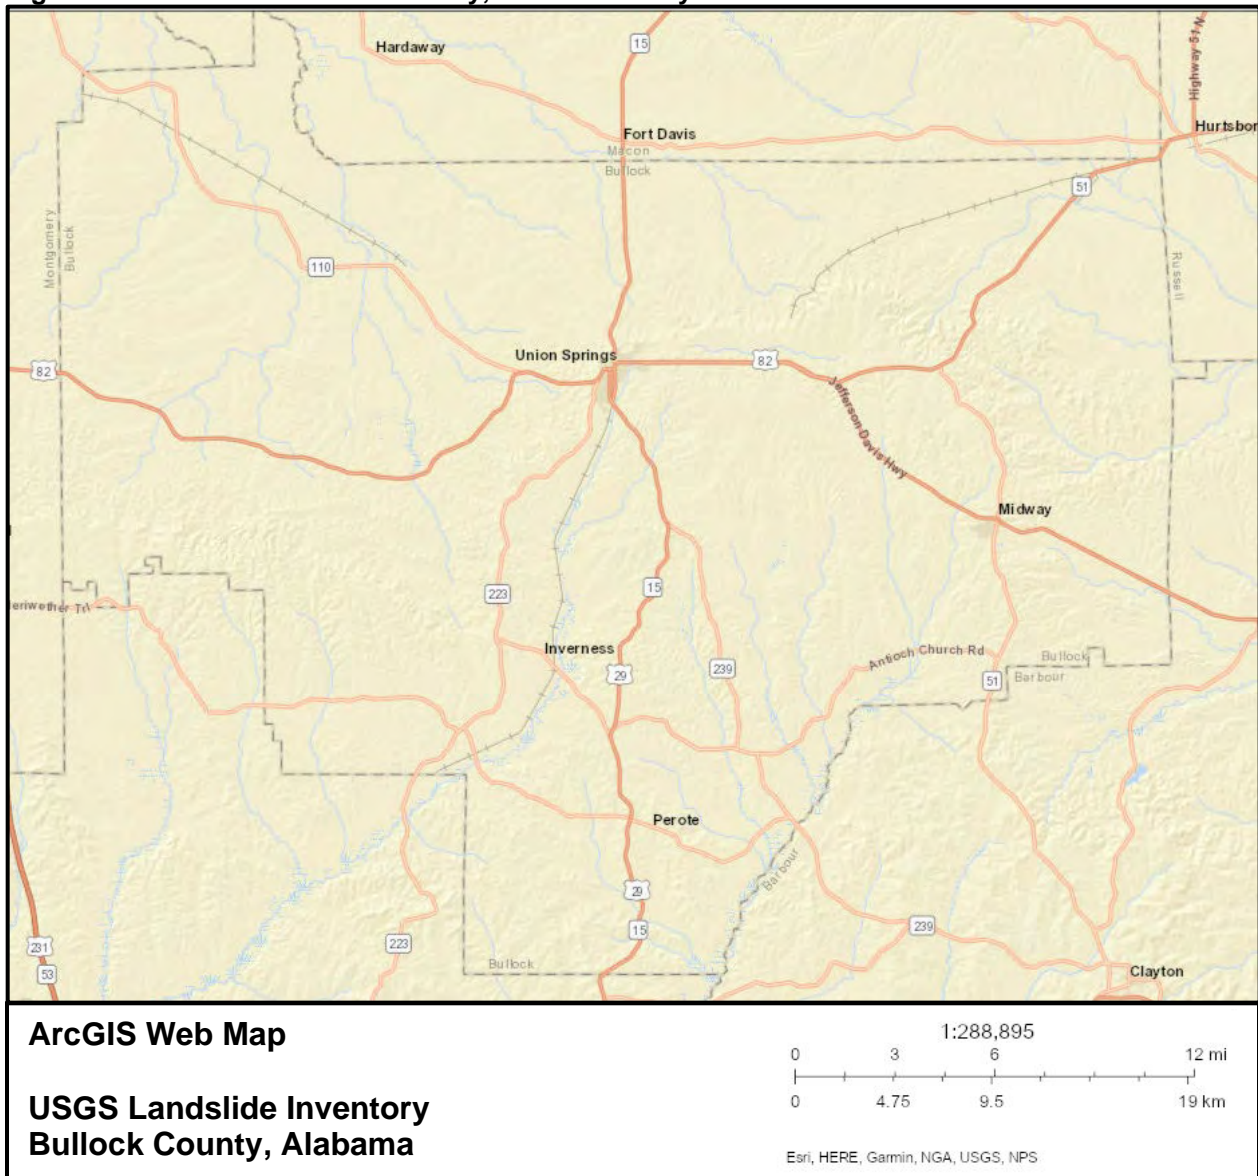 Hardaway
15
Highway 51 N
Fort Davis
Macon
Bullock
51
Montgomery
Bullock
110
Russell
Union Springs
82
82
Jefferson Davis Hwy
Midway
223
15
Inverness
29
239
Antioch Church Rd
Bullock
Barbour
51
Perote
Barbour
29
15
239
231
53
223
Bullock
Clayton
ArcGIS Web Map
USGS Landslide Inventory
Bullock County, Alabama
1:288,895
0 3 6 12 mi
0 4.75 9.5 19 km
Esri, HERE, Garmin, NGA, USGS, NPS